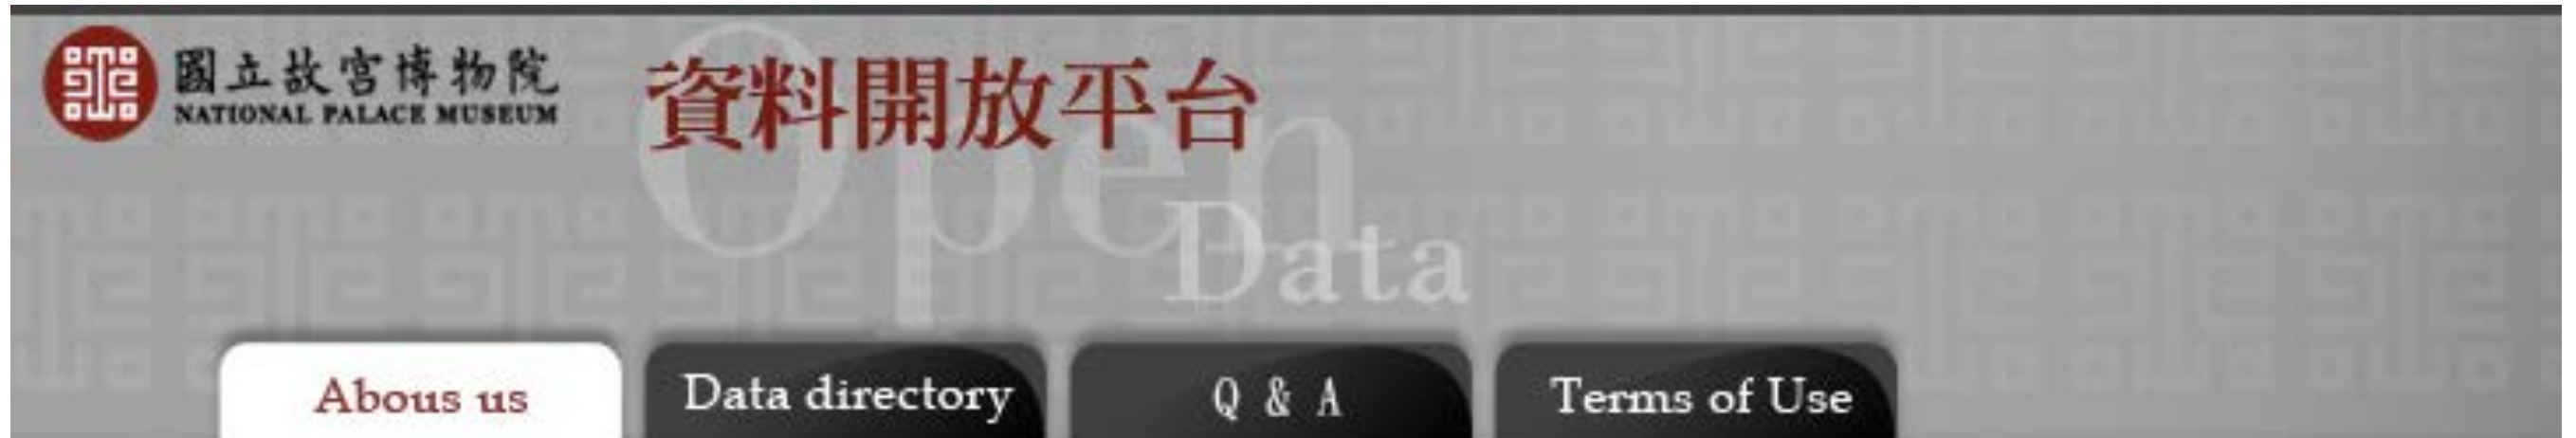 國立故宮博物院
NATIONAL PALACE MUSEUM
資料開放平台
Open
Data
Abous us
Data directory
Q & A
Terms of Use